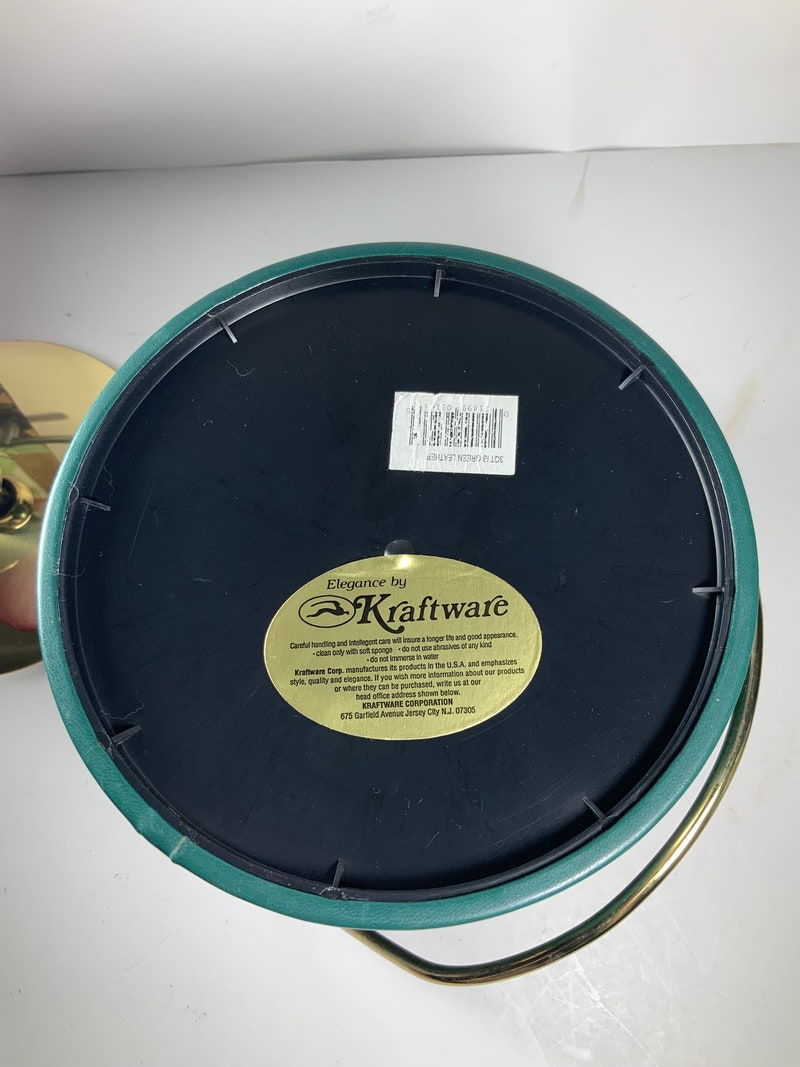 3QT 13 GREEN LEATHER
Elegance by
Kraftware
Careful handling and intellegent care will insure a longer life and good appearance.
• clean only with soft sponge • do not use abrasives of any kind
• do not immerse in water
Kraftware Corp. manufactures its products in the U.S.A. and emphasizes
style, quality and elegance. If you wish more information about our products
or where they can be purchased, write us at our
head office address shown below.
KRAFTWARE CORPORATION
675 Garfield Avenue Jersey City N.J. 07305